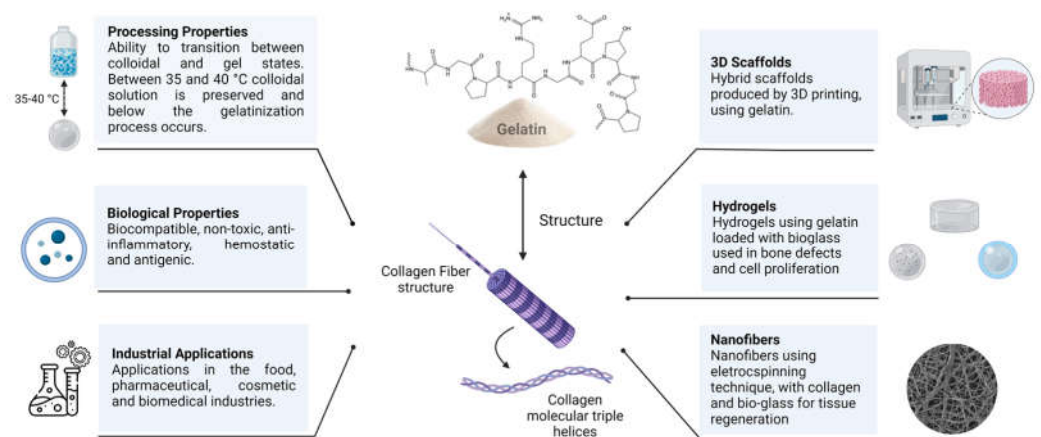 Processing Properties
Ability to transition between
colloidal and gel states.
Between 35 and 40 °C colloidal
solution is preserved and
below the gelatinization
process occurs.
35-40 °C
Biological Properties
Biocompatible, non-toxic, anti-
inflammatory, hemostatic
and antigenic.
Industrial Applications
Applications in the food,
pharmaceutical, cosmetic
and biomedical industries.
Gelatin
Structure
Collagen Fiber
structure
Collagen
molecular triple
helices
3D Scaffolds
Hybrid scaffolds
produced by 3D printing,
using gelatin.
Hydrogels
Hydrogels using gelatin
loaded with bioglass
used in bone defects
and cell proliferation
Nanofibers
Nanofibers using
eletrocspinning
technique, with collagen
and bio-glass for tissue
regeneration